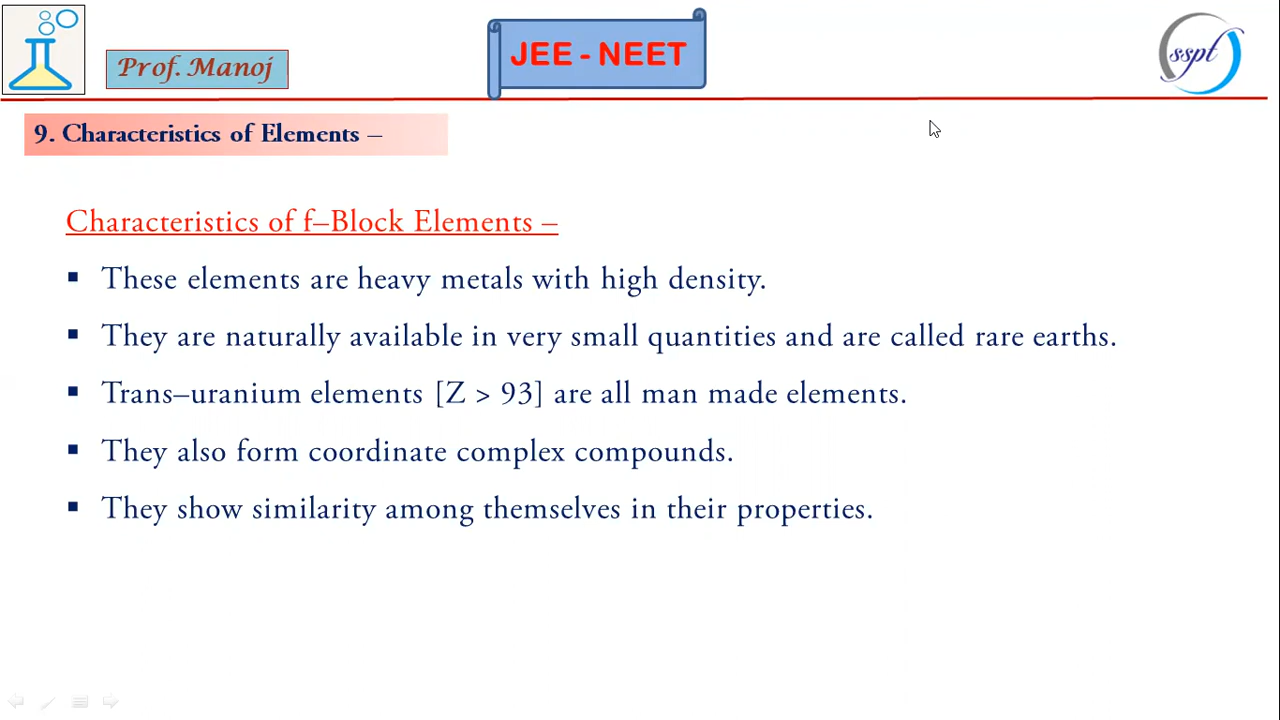 Prof. Manoj
JEE - NEET
sspt
9. Characteristics of Elements –
Characteristics of f–Block Elements –
▪ These elements are heavy metals with high density.
▪ They are naturally available in very small quantities and are called rare earths.
▪ Trans–uranium elements [Z > 93] are all man made elements.
▪ They also form coordinate complex compounds.
▪ They show similarity among themselves in their properties.